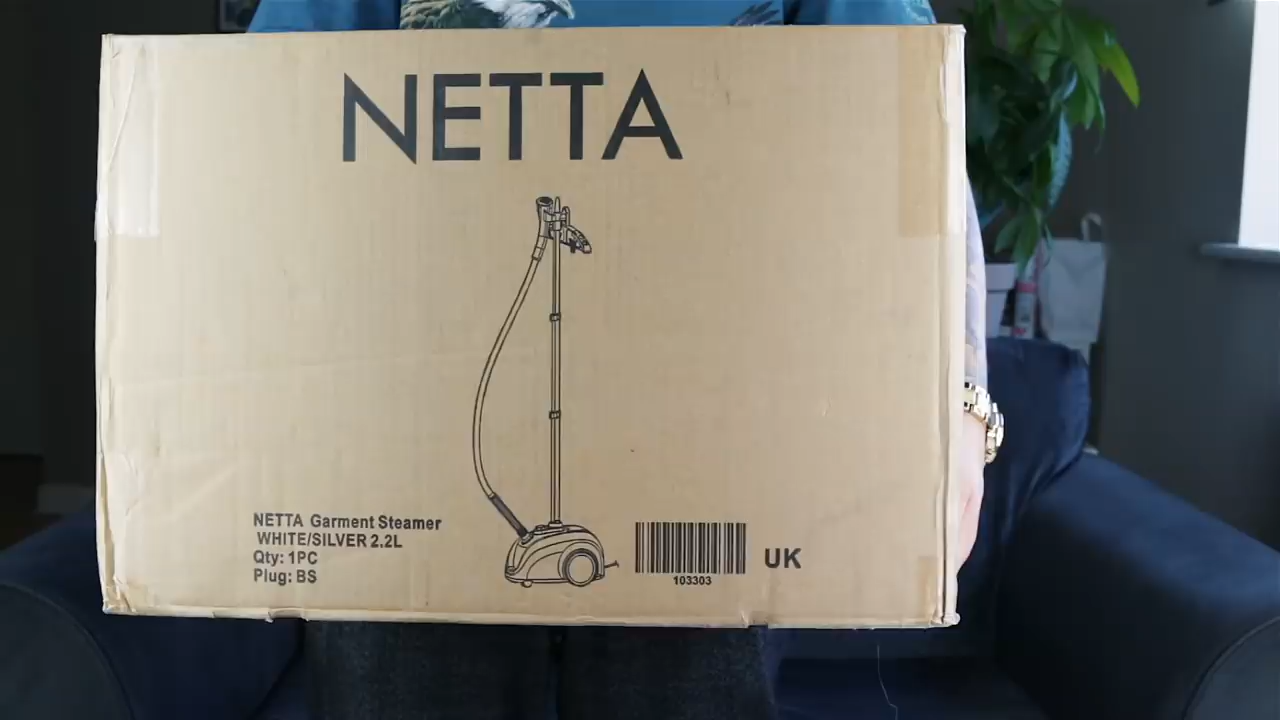 NETTA
NETTA Garment Steamer
WHITE/SILVER 2.2L
Qty: 1PC
Plug: BS
103303
UK